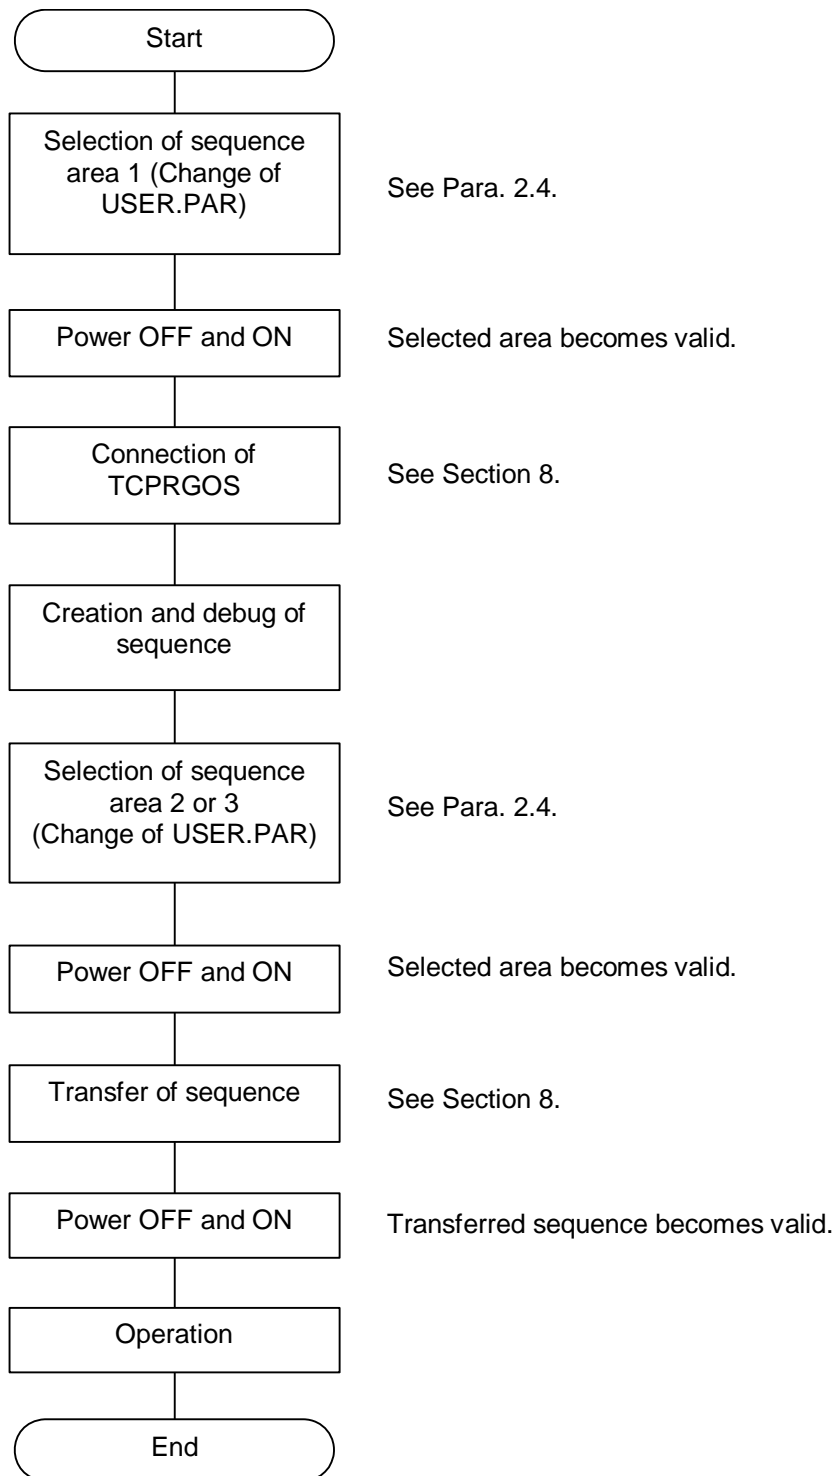 Start
Selection of sequence
area 1 (Change of
USER.PAR)
See Para. 2.4.
Power OFF and ON
Selected area becomes valid.
Connection of
TCPRGOS
See Section 8.
Creation and debug of
sequence
Selection of sequence
area 2 or 3
(Change of USER.PAR)
See Para. 2.4.
Power OFF and ON
Selected area becomes valid.
Transfer of sequence
See Section 8.
Power OFF and ON
Transferred sequence becomes valid.
Operation
End